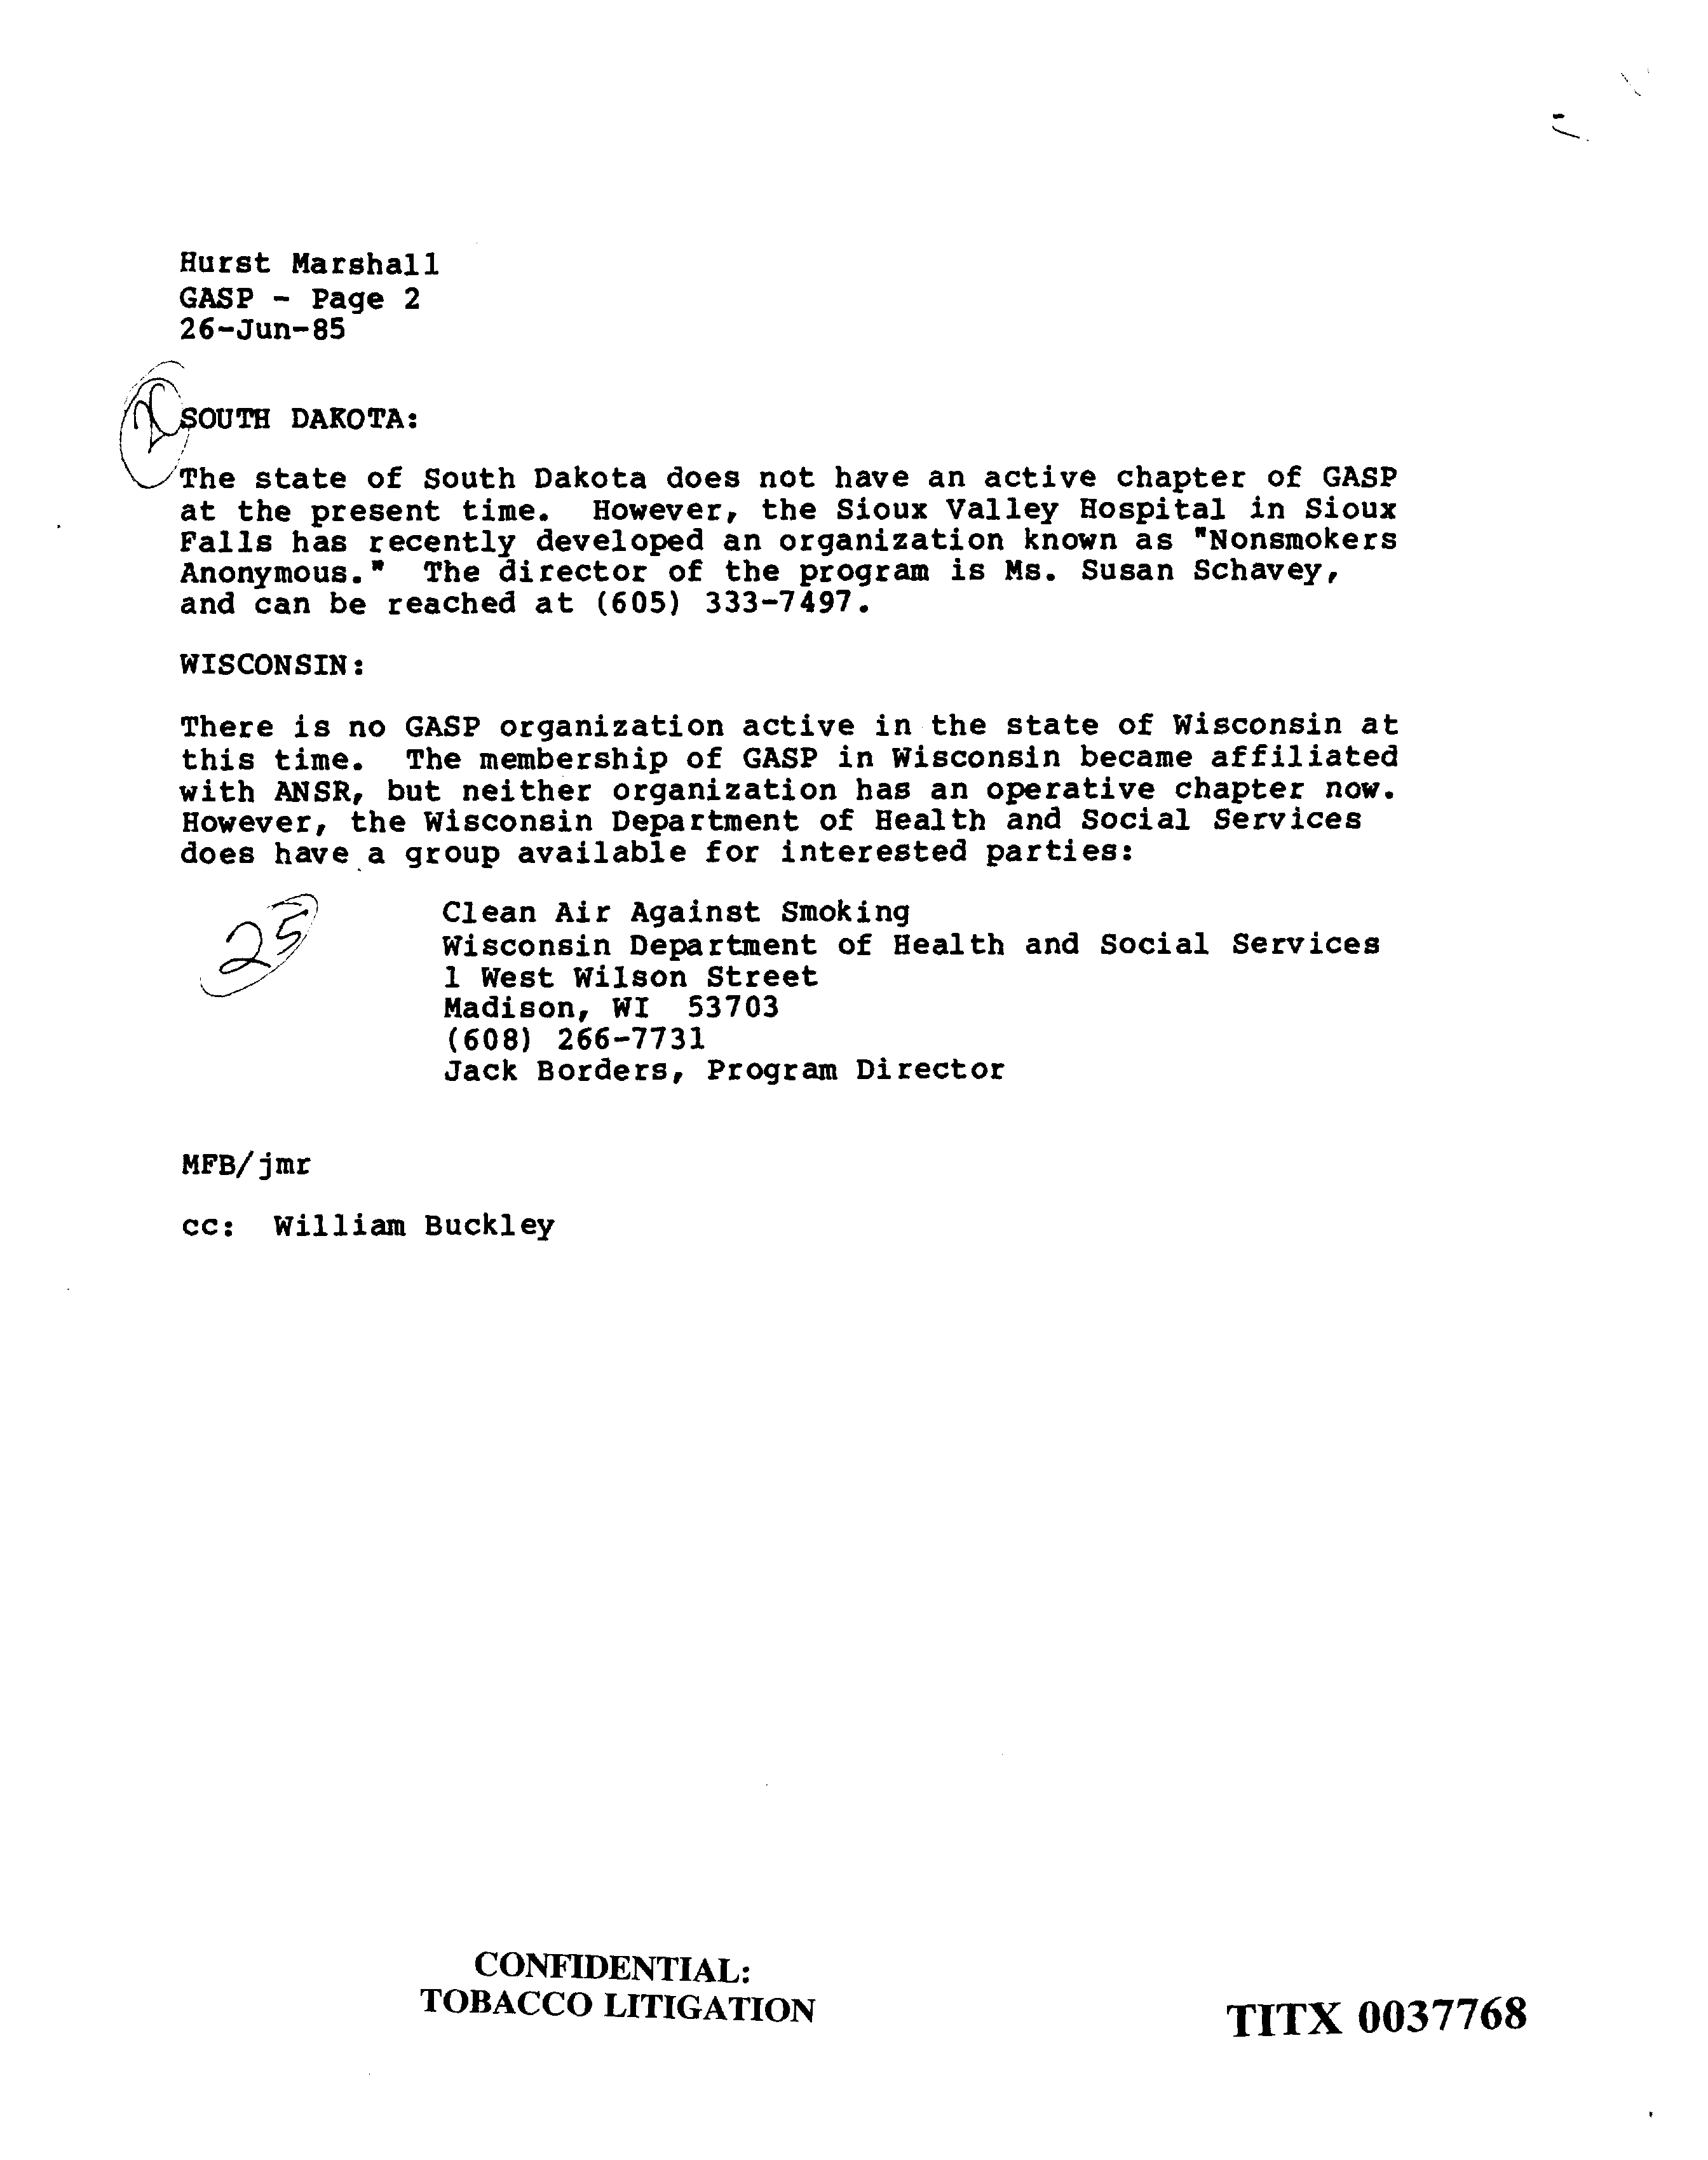 Hurst Marshall
GASP - Page 2
26-Jun-85
SOUTH DAKOTA:
The state of South Dakota does not have an active chapter of GASP
at the present time. However, the Sioux Valley Hospital in Sioux
Falls has recently developed an organization known as "Nonsmokers
Anonymous." The director of the program is Ms. Susan Schavey,
and can be reached at (605) 333-7497.
WISCONSIN:
There is no GASP organization active in the state of Wisconsin at
this time. The membership of GASP in Wisconsin became affiliated
with ANSR, but neither organization has an operative chapter now.
However, the Wisconsin Department of Health and Social Services
does have a group available for interested parties:
25
Clean Air Against Smoking
Wisconsin Department of Health and Social Services
1 West Wilson Street
Madison, WI 53703
(608) 266-7731
Jack Borders, Program Director
MFB/jmr
cc: William Buckley
CONFIDENTIAL:
TOBACCO LITIGATION
TITX 0037768